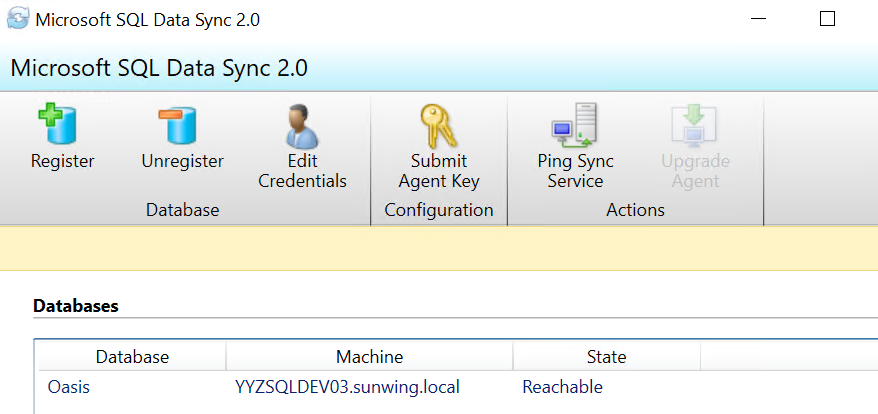 Microsoft SQL Data Sync 2.0
Microsoft SQL Data Sync 2.0
Register
Unregister
Edit
Credentials
Submit
Agent Key
Ping Sync
Service
Upgrade
Agent
Database
Configuration
Actions
Databases
Database Machine State
Oasis YYZSQLDEV03.sunwing.local Reachable